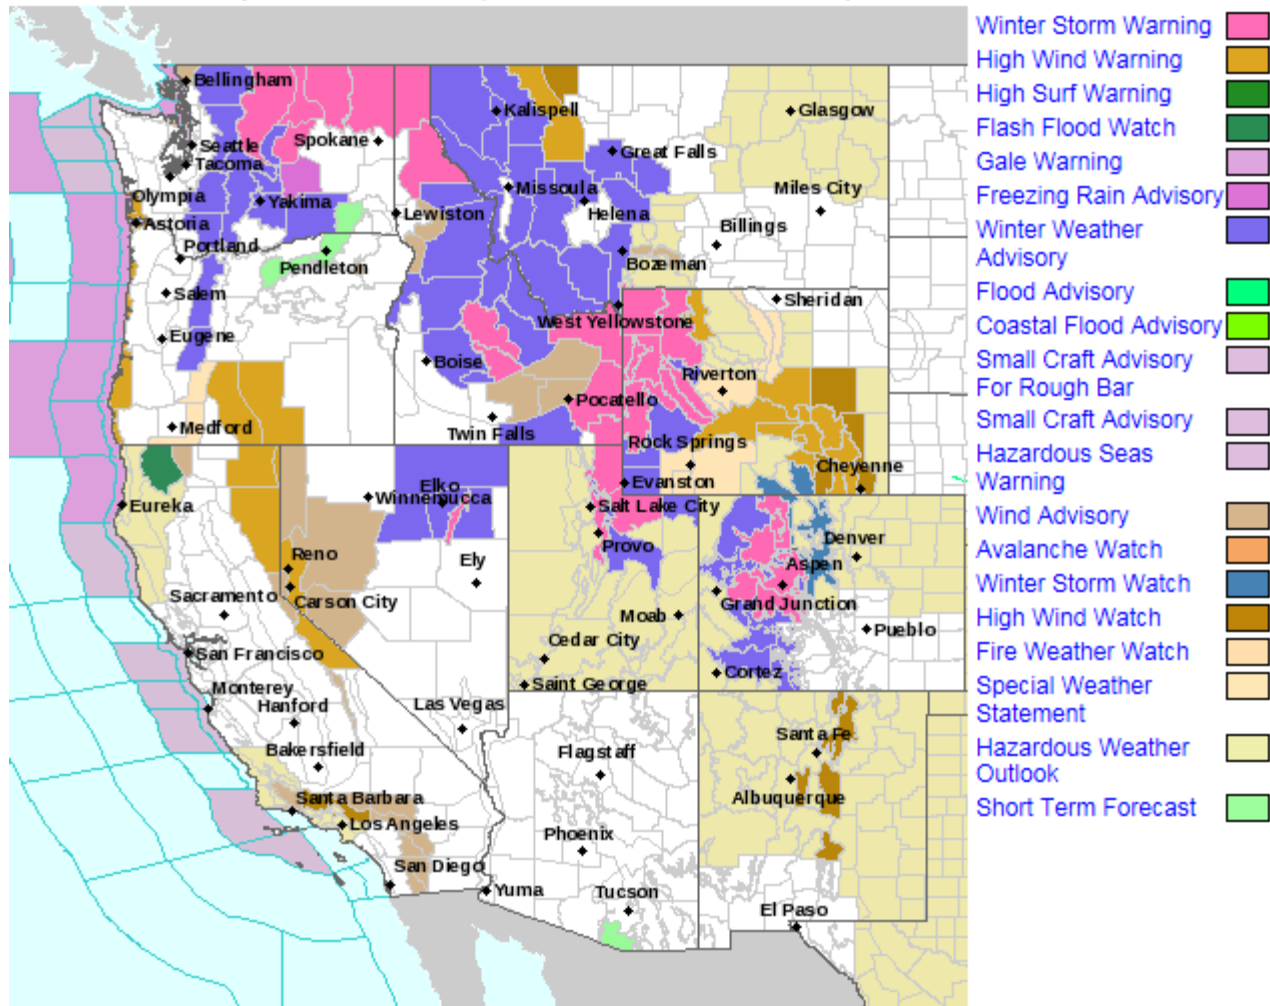 Bellingham
Kalispell
Glasgow
Seattle
Spokane
Great Falls
Tacoma
Missoula
Miles City
Olympia
Yakima
Lewiston
Helena
Astoria
Billings
Portland
Bozeman
Pendleton
Salem
Sheridan
West Yellowstone
Eugene
Boise
Riverton
Pocatello
Medford
Twin Falls
Rock Springs
Cheyenne
Elko
Evanston
Winnemucca
Eureka
Salt Lake City
Denver
Provo
Reno
Ely
Aspen
Sacramento
Carson City
Grand Junction
Moab
Pueblo
Cedar City
San Francisco
Cortez
Saint George
Monterey
Hanford
Las Vegas
Santa Fe
Bakersfield
Flagstaff
Santa Barbara
Albuquerque
Los Angeles
Phoenix
San Diego
Yuma
Tucson
El Paso
Winter Storm Warning
High Wind Warning
High Surf Warning
Flash Flood Watch
Gale Warning
Freezing Rain Advisory
Winter Weather
Advisory
Flood Advisory
Coastal Flood Advisory
Small Craft Advisory
For Rough Bar
Small Craft Advisory
Hazardous Seas
Warning
Wind Advisory
Avalanche Watch
Winter Storm Watch
High Wind Watch
Fire Weather Watch
Special Weather
Statement
Hazardous Weather
Outlook
Short Term Forecast